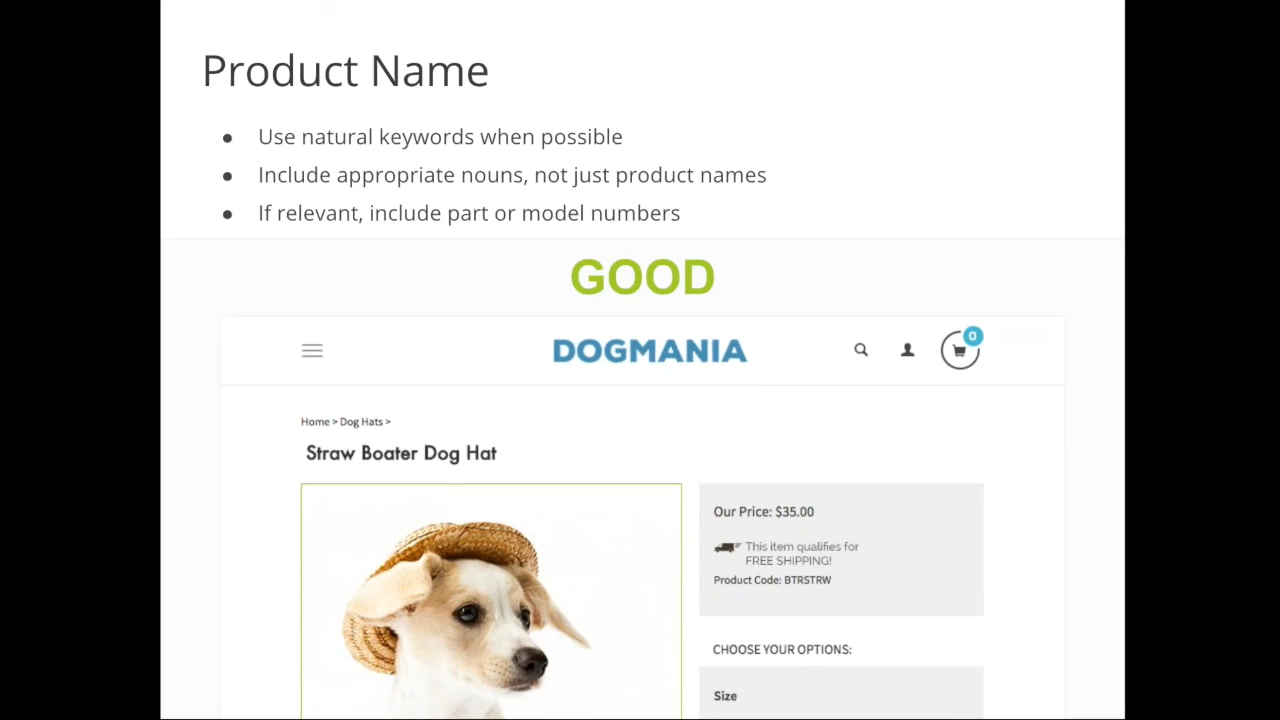 Product Name
● Use natural keywords when possible
● Include appropriate nouns, not just product names
● If relevant, include part or model numbers
GOOD
DOGMANIA
0
Home > Dog Hats >
Straw Boater Dog Hat
Our Price: $35.00
This item qualifies for
FREE SHIPPING!
Product Code: BTRSTRW
CHOOSE YOUR OPTIONS:
Size